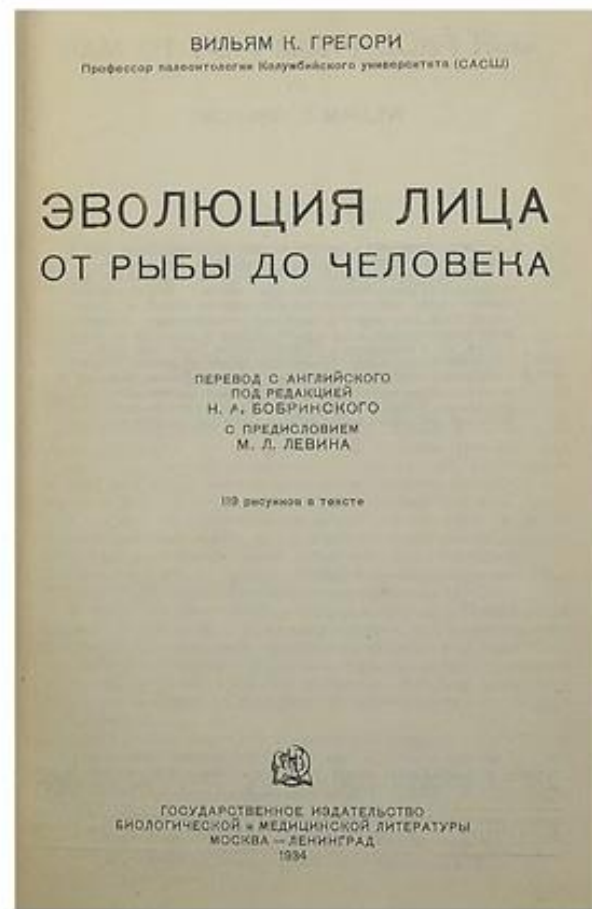 ВИЛЬЯМ К. ГРЕГОРИ
Профессор палеонтологии Колумбийского университета (САСШ)
ЭВОЛЮЦИЯ ЛИЦА
ОТ РЫБЫ ДО ЧЕЛОВЕКА
ПЕРЕВОД С АНГЛИЙСКОГО
ПОД РЕДАКЦИЕЙ
Н. А. БОБРИНСКОГО
С ПРЕДИСЛОВИЕМ
М. Л. ЛЕВИНА
119 рисунков в тексте
ГОСУДАРСТВЕННОЕ ИЗДАТЕЛЬСТВО
БИОЛОГИЧЕСКОЙ и МЕДИЦИНСКОЙ ЛИТЕРАТУРЫ
МОСКВА — ЛЕНИНГРАД
1934